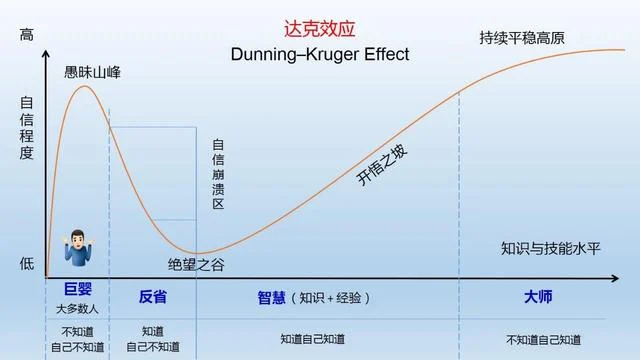 达克效应
Dunning–Kruger Effect
高
自信程度
低
愚昧山峰
自信崩溃区
绝望之谷
开悟之坡
持续平稳高原
知识与技能水平
巨婴
大多数人
反省
智慧（知识+经验）
大师
不知道
自己不知道
知道
自己不知道
知道自己知道
不知道自己知道